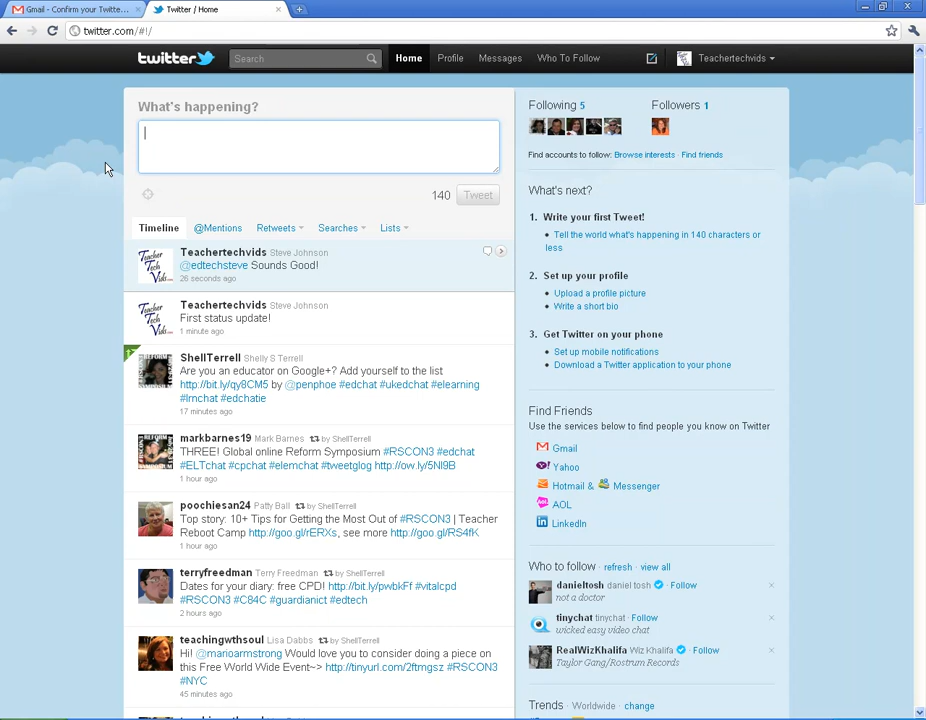 Gmail - Confirm your Twitte...
Twitter / Home
twitter.com/#!/
twitter
Search
Home
Profile
Messages
Who To Follow
Teachertechvids
What's happening?
140
Tweet
Timeline
@Mentions
Retweets
Searches
Lists
Teachertechvids Steve Johnson
@edtechsteve Sounds Good!
26 seconds ago
Teachertechvids Steve Johnson
First status update!
1 minute ago
ShellTerrell Shelly S Terrell
Are you an educator on Google+? Add yourself to the list
http://bit.ly/qy8CM5 by @penphoe #edchat #ukedchat #elearning
#lrnchat #edchatie
17 minutes ago
markbarnes19 Mark Barnes by ShellTerrell
THREE! Global online Reform Symposium #RSCON3 #edchat
#ELTchat #cpchat #elemchat #tweetglog http://ow.ly/5NI9B
1 hour ago
poochiesan24 Patty Ball by ShellTerrell
Top story: 10+ Tips for Getting the Most Out of #RSCON3 | Teacher
Reboot Camp http://goo.gl/rERXs, see more http://goo.gl/RS4fK
1 hour ago
terryfreedman Terry Freedman by ShellTerrell
Dates for your diary: free CPD! http://bit.ly/pwbkFf #vitalcpd
#RSCON3 #C84C #guardianict #edtech
2 hours ago
teachingwthsoul Lisa Dabbs by ShellTerrell
Hi! @marioarmstrong Would love you to consider doing a piece on
this Free World Wide Event~> http://tinyurl.com/2ftmgsz #RSCON3
#NYC
45 minutes ago
Following 5
Followers 1
Find accounts to follow: Browse interests · Find friends
What's next?
1. Write your first Tweet!
• Tell the world what's happening in 140 characters or
less
2. Set up your profile
• Upload a profile picture
• Write a short bio
3. Get Twitter on your phone
• Set up mobile notifications
• Download a Twitter application to your phone
Find Friends
Use the services below to find people you know on Twitter
Gmail
Yahoo
Hotmail & Messenger
AOL
LinkedIn
Who to follow · refresh · view all
danieltosh daniel tosh · Follow
not a doctor
tinychat tinychat · Follow
wicked easy video chat
RealWizKhalifa Wiz Khalifa · Follow
Taylor Gang/Rostrum Records
Trends · Worldwide · change